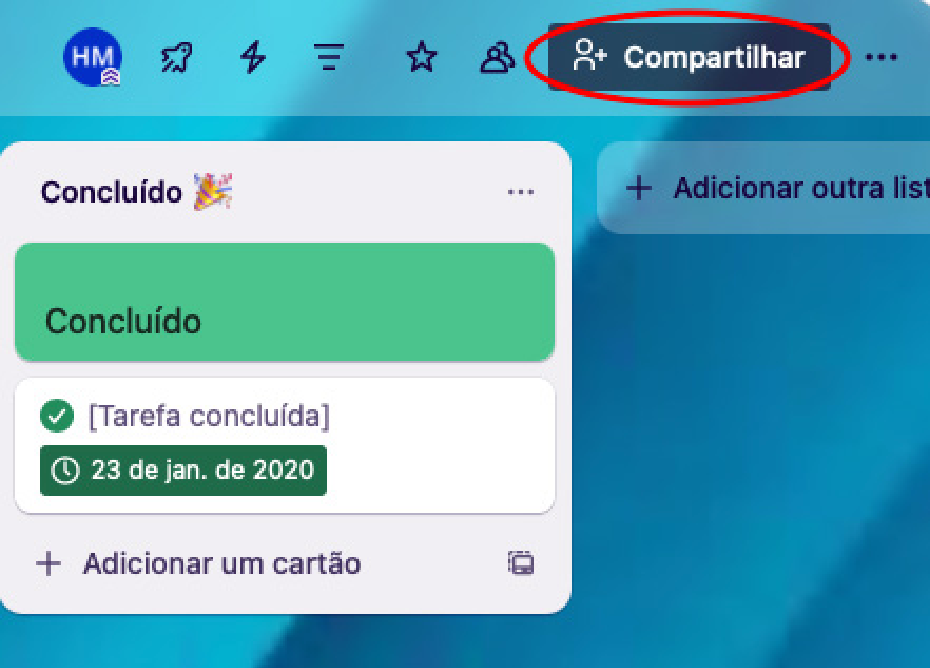 HM
Compartilhar
Concluído
Adicionar outra list
Concluído
[Tarefa concluída]
23 de jan. de 2020
Adicionar um cartão